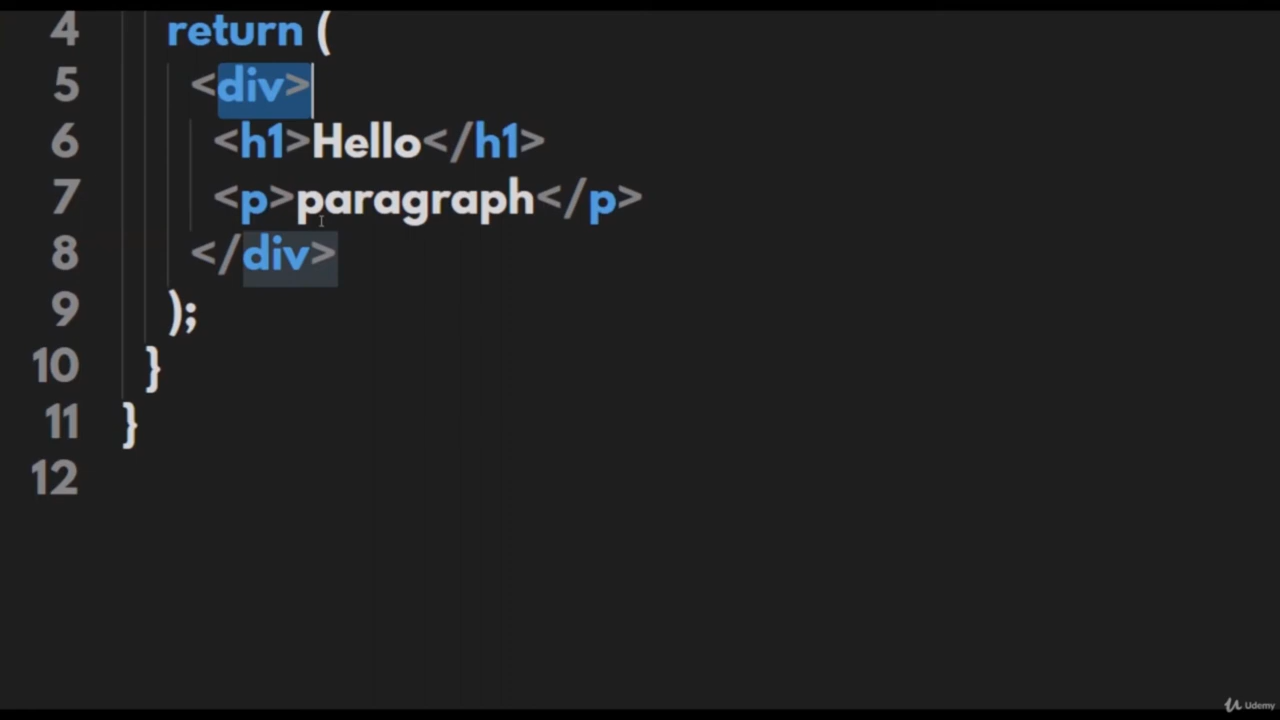 4 return (
5 <div>
6 <h1>Hello</h1>
7 <p>paragraph</p>
8 </div>
9 );
10 }
11 }
12
Udemy